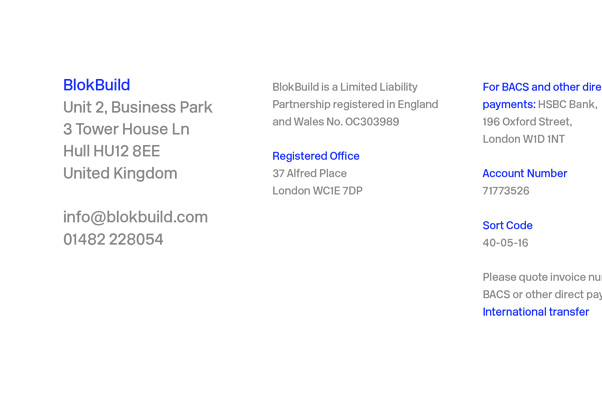 BlokBuild
Unit 2, Business Park
3 Tower House Ln
Hull HU12 8EE
United Kingdom
info@blokbuild.com
01482 228054
BlokBuild is a Limited Liability
Partnership registered in England
and Wales No. OC303989
Registered Office
37 Alfred Place
London WC1E 7DP
For BACS and other dire
payments: HSBC Bank,
196 Oxford Street,
London W1D 1NT
Account Number
71773526
Sort Code
40-05-16
Please quote invoice nu
BACS or other direct pay
International transfer